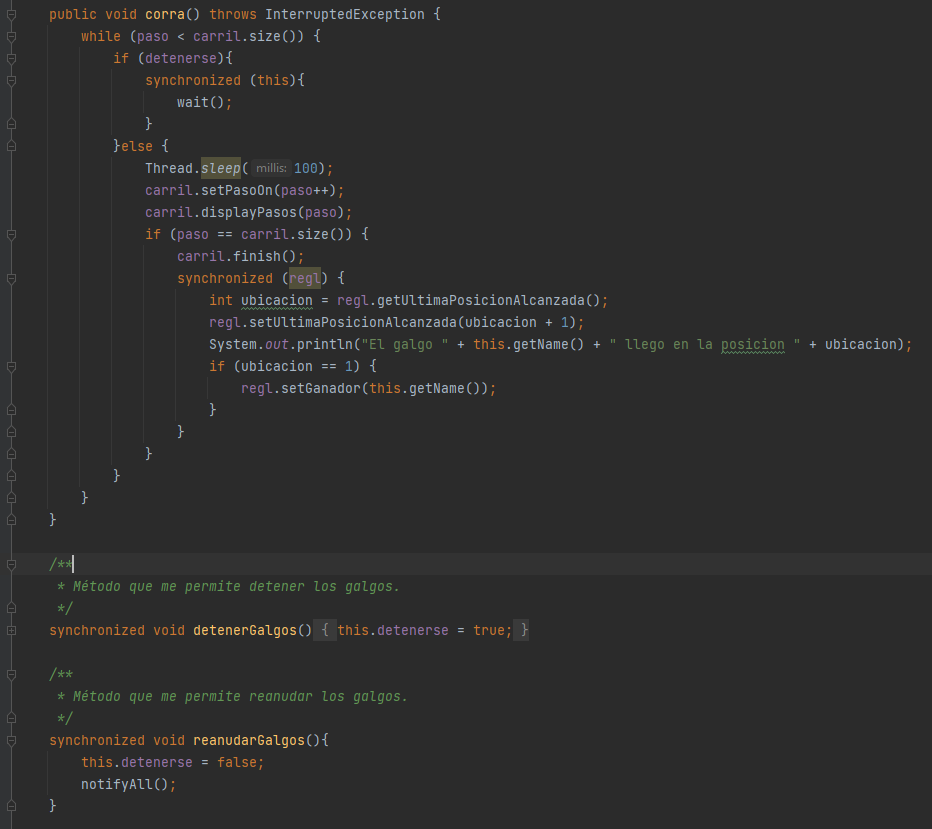 public void corra() throws InterruptedException {
while (paso < carril.size()) {
if (detenerse){
synchronized (this){
wait();
}
}else {
Thread.sleep( millis: 100);
carril.setPasoOn(paso++);
carril.displayPasos(paso);
if (paso == carril.size()) {
carril.finish();
synchronized (regl) {
int ubicacion = regl.getUltimaPosicionAlcanzada();
regl.setUltimaPosicionAlcanzada(ubicacion + 1);
System.out.println("El galgo " + this.getName() + " llego en la posicion " + ubicacion);
if (ubicacion == 1) {
regl.setGanador(this.getName());
}
}
}
}
}
}
/**
* Método que me permite detener los galgos.
*/
synchronized void detenerGalgos() { this.detenerse = true; }
/**
* Método que me permite reanudar los galgos.
*/
synchronized void reanudarGalgos(){
this.detenerse = false;
notifyAll();
}